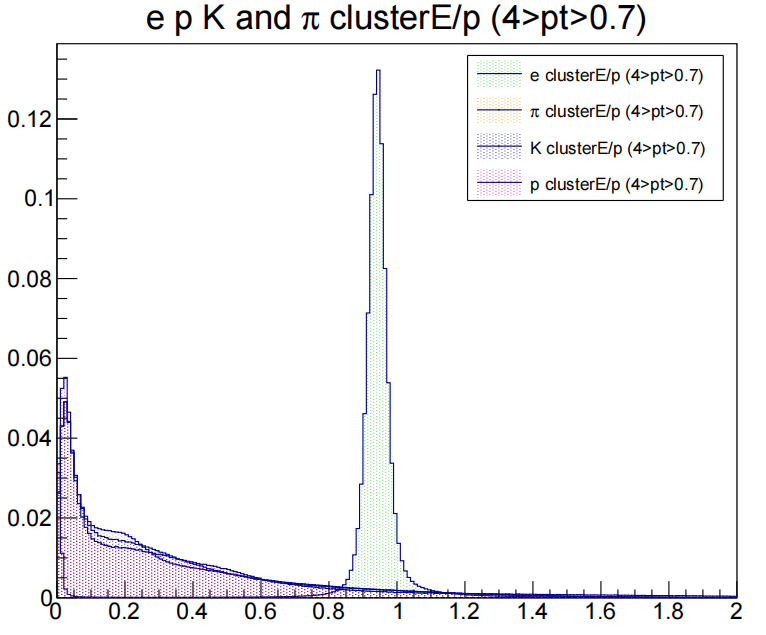 e p K and π clusterE/p (4>pt>0.7)
e clusterE/p (4>pt>0.7)
π clusterE/p (4>pt>0.7)
K clusterE/p (4>pt>0.7)
p clusterE/p (4>pt>0.7)
0.12
0.1
0.08
0.06
0.04
0.02
0
0 0.2 0.4 0.6 0.8 1 1.2 1.4 1.6 1.8 2